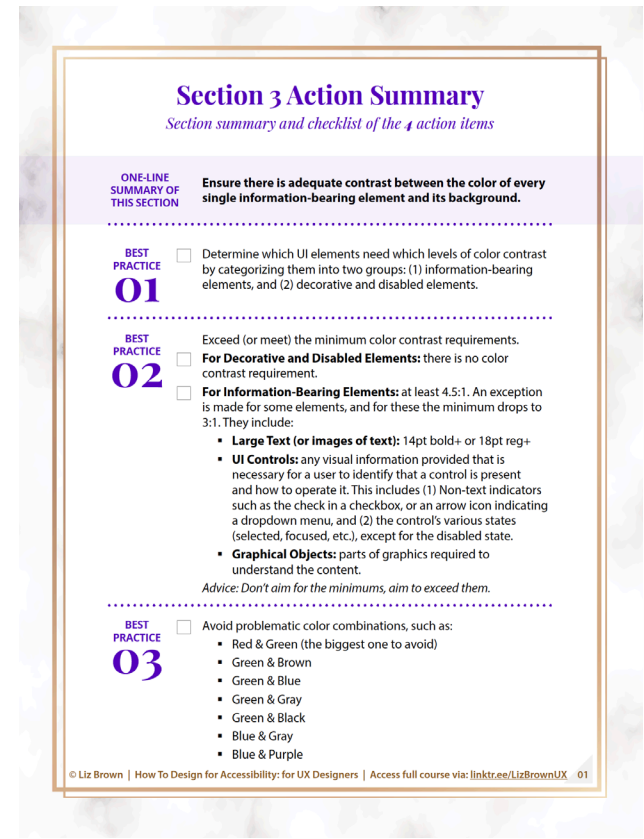 Section 3 Action Summary
Section summary and checklist of the 4 action items
ONE-LINE
SUMMARY OF
THIS SECTION
Ensure there is adequate contrast between the color of every
single information-bearing element and its background.
BEST
PRACTICE
01
Determine which UI elements need which levels of color contrast
by categorizing them into two groups: (1) information-bearing
elements, and (2) decorative and disabled elements.
BEST
PRACTICE
02
Exceed (or meet) the minimum color contrast requirements.
For Decorative and Disabled Elements: there is no color
contrast requirement.
For Information-Bearing Elements: at least 4.5:1. An exception
is made for some elements, and for these the minimum drops to
3:1. They include:
▪ Large Text (or images of text): 14pt bold+ or 18pt reg+
▪ UI Controls: any visual information provided that is
necessary for a user to identify that a control is present
and how to operate it. This includes (1) Non-text indicators
such as the check in a checkbox, or an arrow icon indicating
a dropdown menu, and (2) the control's various states
(selected, focused, etc.), except for the disabled state.
▪ Graphical Objects: parts of graphics required to
understand the content.
Advice: Don't aim for the minimums, aim to exceed them.
BEST
PRACTICE
03
Avoid problematic color combinations, such as:
▪ Red & Green (the biggest one to avoid)
▪ Green & Brown
▪ Green & Blue
▪ Green & Gray
▪ Green & Black
▪ Blue & Gray
▪ Blue & Purple
© Liz Brown | How To Design for Accessibility: for UX Designers | Access full course via: linktr.ee/LizBrownUX 01